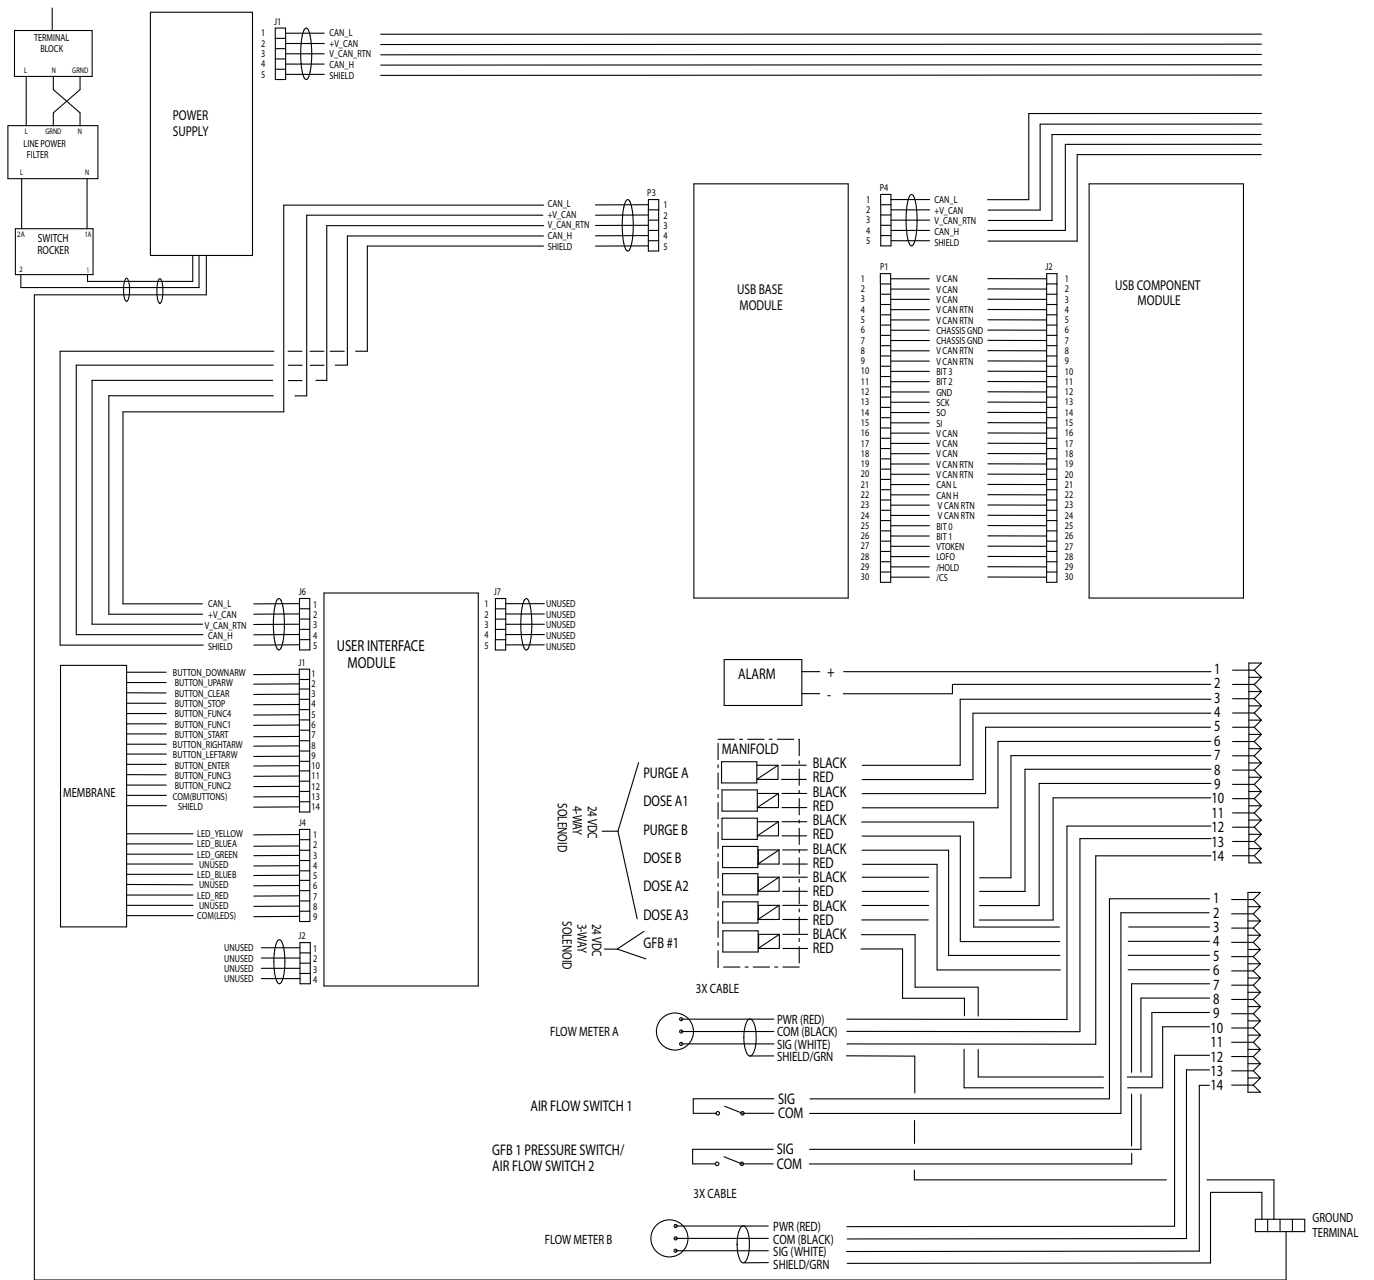 TERMINAL
BLOCK
L N GRND
L GRND N
LINE POWER
FILTER
L N
2A 1A
SWITCH
ROCKER
2 1
POWER
SUPPLY
J1
1 CAN_L
2 +V_CAN
3 V_CAN_RTN
4 CAN_H
5 SHIELD
P3
CAN_L 1
+V_CAN 2
V_CAN_RTN 3
CAN_H 4
SHIELD 5
USB BASE
MODULE
P4
1 CAN_L
2 +V_CAN
3 V_CAN_RTN
4 CAN_H
5 SHIELD
USB COMPONENT
MODULE
P1 J2
1 V CAN 1
2 V CAN 2
3 V CAN 3
4 V CAN RTN 4
5 V CAN RTN 5
6 CHASSIS GND 6
7 CHASSIS GND 7
8 V CAN RTN 8
9 V CAN RTN 9
10 BIT 3 10
11 BIT 2 11
12 GND 12
13 SCK 13
14 SO 14
15 SI 15
16 V CAN 16
17 V CAN 17
18 V CAN 18
19 V CAN RTN 19
20 V CAN RTN 20
21 CAN L 21
22 CAN H 22
23 V CAN RTN 23
24 V CAN RTN 24
25 BIT 0 25
26 BIT 1 26
27 VTOKEN 27
28 LOFO 28
29 /HOLD 29
30 /CS 30
J6
CAN_L 1
+V_CAN 2
V_CAN_RTN 3
CAN_H 4
SHIELD 5
USER INTERFACE
MODULE
J7
1 UNUSED
2 UNUSED
3 UNUSED
4 UNUSED
5 UNUSED
MEMBRANE
J1
BUTTON_DOWNARW 1
BUTTON_UPARW 2
BUTTON_CLEAR 3
BUTTON_STOP 4
BUTTON_FUNC4 5
BUTTON_FUNC1 6
BUTTON_START 7
BUTTON_RIGHTARW 8
BUTTON_LEFTARW 9
BUTTON_ENTER 10
BUTTON_FUNC3 11
BUTTON_FUNC2 12
COM(BUTTONS) 13
SHIELD 14
J4
LED_YELLOW 1
LED_BLUEA 2
LED_GREEN 3
UNUSED 4
LED_BLUEB 5
UNUSED 6
LED_RED 7
UNUSED 8
COM(LEDS) 9
J2
UNUSED 1
UNUSED 2
UNUSED 3
UNUSED 4
ALARM
+
-
MANIFOLD
24 VDC
4-WAY
SOLENOID
PURGE A BLACK
RED
DOSE A1 BLACK
RED
PURGE B BLACK
RED
DOSE B BLACK
RED
DOSE A2 BLACK
RED
DOSE A3 BLACK
RED
24 VDC
3-WAY
SOLENOID
GFB #1 BLACK
RED
1
2
3
4
5
6
7
8
9
10
11
12
13
14
1
2
3
4
5
6
7
8
9
10
11
12
13
14
3X CABLE
FLOW METER A
PWR (RED)
COM (BLACK)
SIG (WHITE)
SHIELD/GRN
AIR FLOW SWITCH 1
SIG
COM
GFB 1 PRESSURE SWITCH/
AIR FLOW SWITCH 2
SIG
COM
3X CABLE
FLOW METER B
PWR (RED)
COM (BLACK)
SIG (WHITE)
SHIELD/GRN
GROUND
TERMINAL